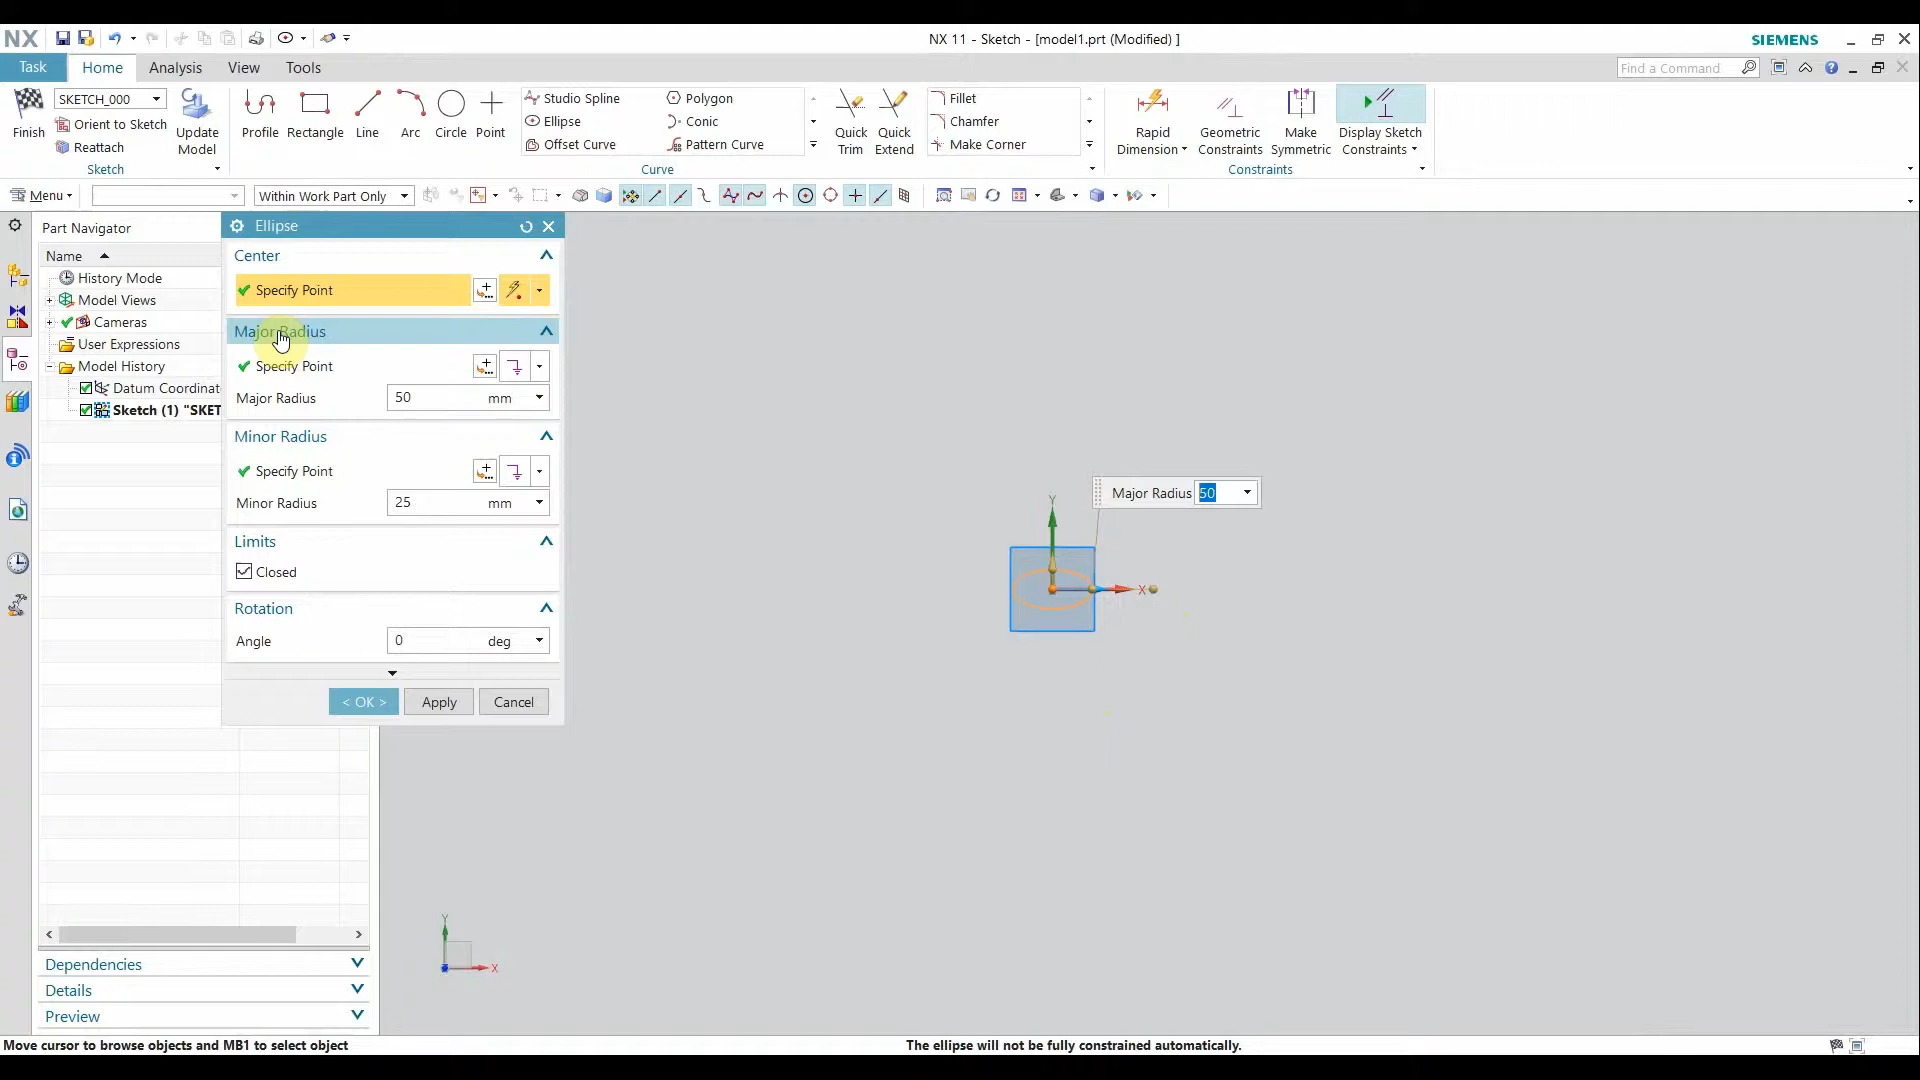 NX
NX 11 - Sketch - [model1.prt (Modified) ]
SIEMENS
Task
Home
Analysis
View
Tools
Find a Command
Finish
SKETCH_000
Orient to Sketch
Reattach
Update Model
Profile
Rectangle
Line
Arc
Circle
Point
Studio Spline
Ellipse
Offset Curve
Polygon
Conic
Pattern Curve
Quick Trim
Quick Extend
Fillet
Chamfer
Make Corner
Rapid Dimension
Geometric Constraints
Make Symmetric
Display Sketch Constraints
Sketch
Curve
Constraints
Menu
Within Work Part Only
Part Navigator
Name
History Mode
Model Views
Cameras
User Expressions
Model History
Datum Coordinat
Sketch (1) "SKET
Ellipse
Center
Specify Point
Major Radius
Specify Point
Major Radius 50 mm
Minor Radius
Specify Point
Minor Radius 25 mm
Limits
Closed
Rotation
Angle 0 deg
< OK >
Apply
Cancel
Major Radius 50
Y
X
Y
X
Dependencies
Details
Preview
Move cursor to browse objects and MB1 to select object
The ellipse will not be fully constrained automatically.